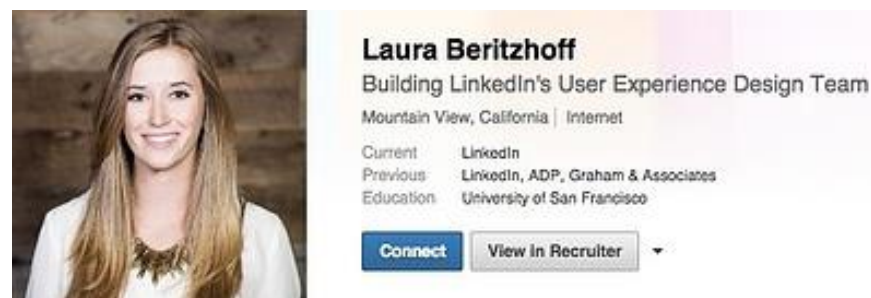 Laura Beritzhoff
Building LinkedIn's User Experience Design Team
Mountain View, California | Internet
Current LinkedIn
Previous LinkedIn, ADP, Graham & Associates
Education University of San Francisco
Connect View in Recruiter